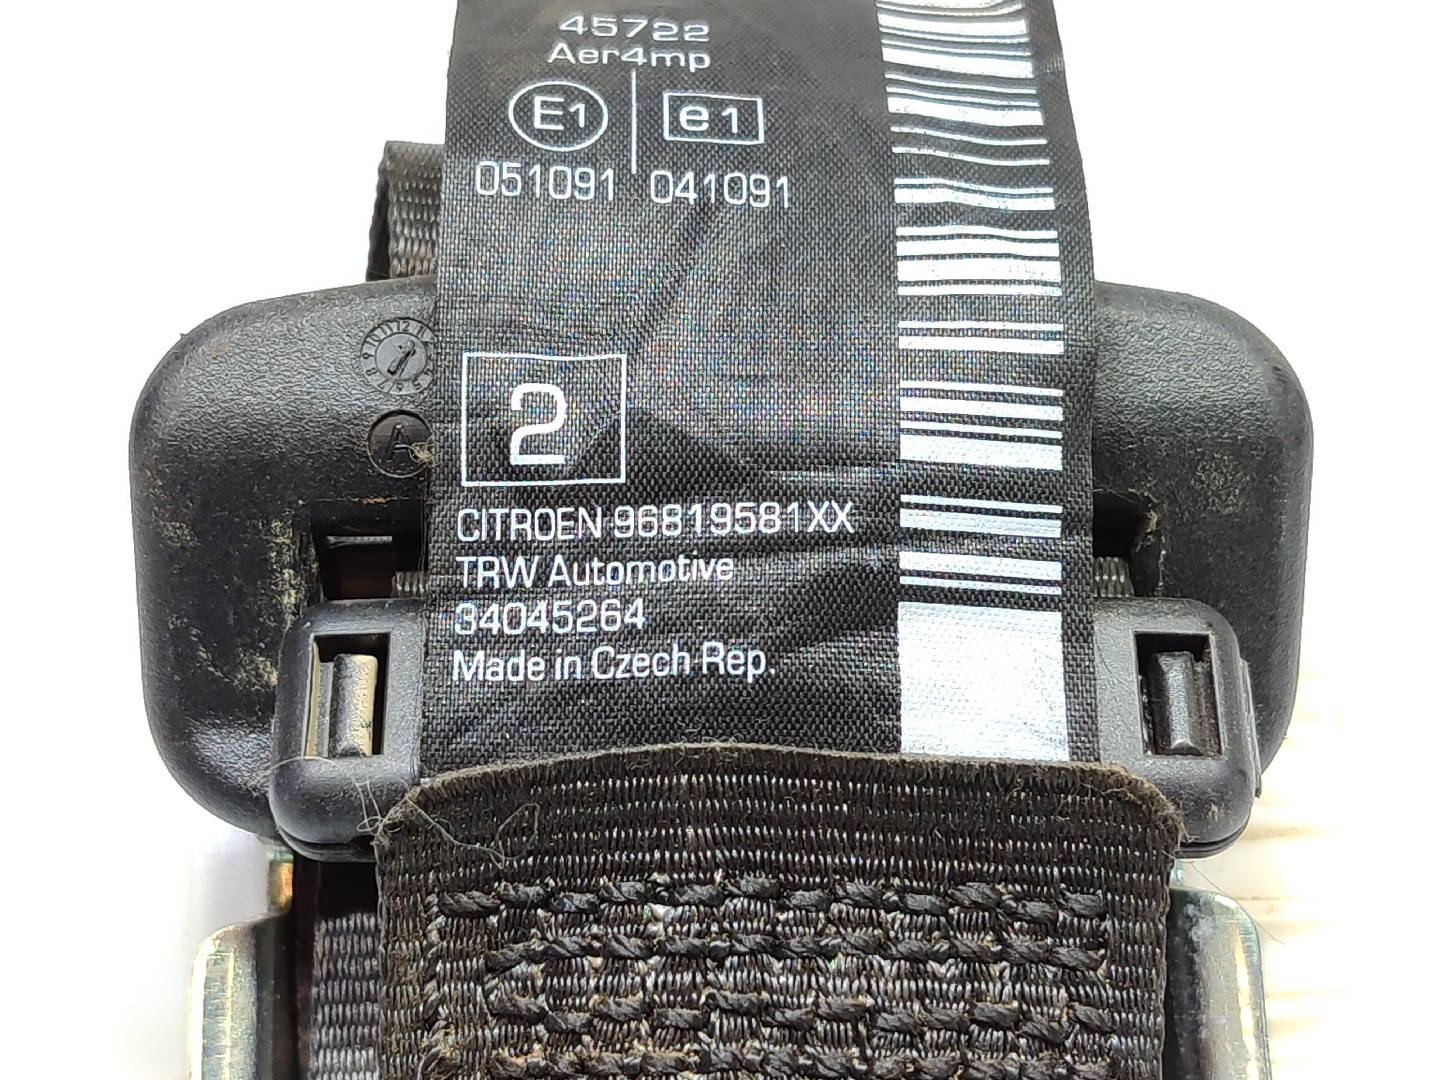 45722
Aer4mp
E1 e1
051091 041091
2
A
CITROEN 96819581XX
TRW Automotive
34045264
Made in Czech Rep.